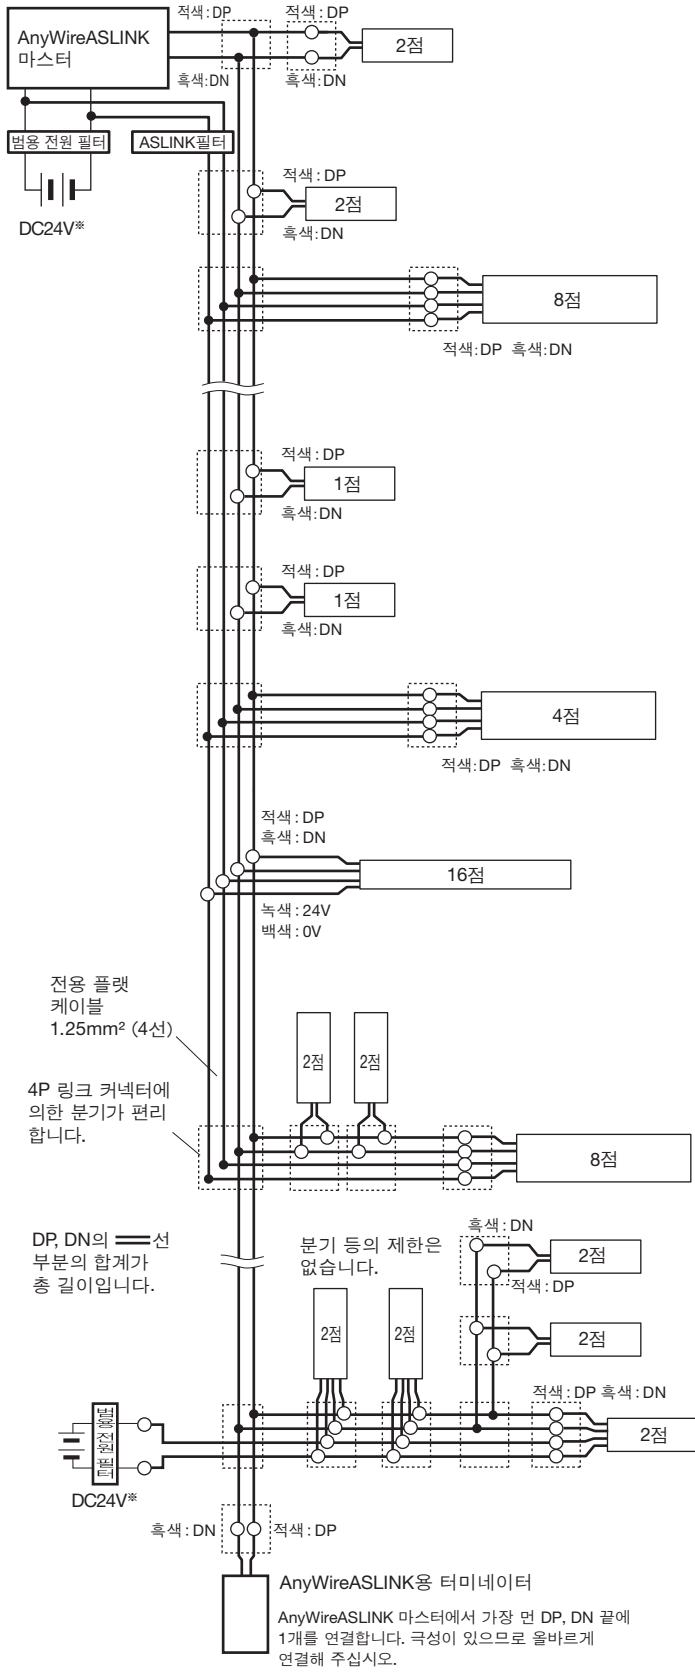 적색:DP
적색:DP
AnyWireASLINK
마스터
2점
흑색:DN
흑색:DN
범용 전원 필터
ASLINK필터
적색:DP
2점
DC24V※
흑색:DN
8점
적색:DP 흑색:DN
적색:DP
1점
흑색:DN
적색:DP
1점
흑색:DN
4점
적색:DP 흑색:DN
적색:DP
흑색:DN
16점
녹색:24V
백색:0V
전용 플랫
케이블
1.25mm² (4선)
2점
2점
4P 링크 커넥터에
의한 분기가 편리
합니다.
8점
DP, DN의 선
부분의 합계가
총 길이입니다.
분기 등의 제한은
없습니다.
흑색:DN
2점
적색:DP
2점
2점
2점
적색:DP 흑색:DN
범용 전원 필터
2점
DC24V※
흑색:DN
적색:DP
AnyWireASLINK용 터미네이터
AnyWireASLINK 마스터에서 가장 먼 DP, DN 끝에
1개를 연결합니다. 극성이 있으므로 올바르게
연결해 주십시오.